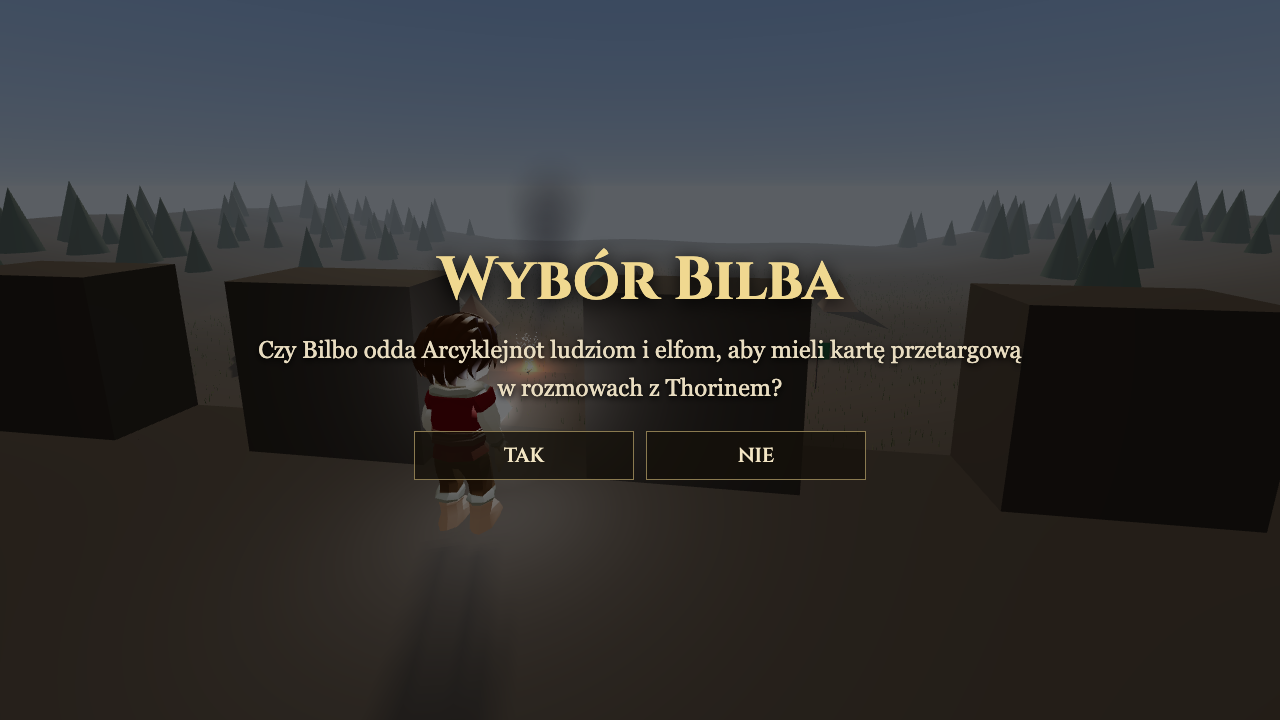 Wybór Bilba
Czy Bilbo odda Arcyklejnot ludziom i elfom, aby mieli kartę przetargową
w rozmowach z Thorinem?
TAK
NIE